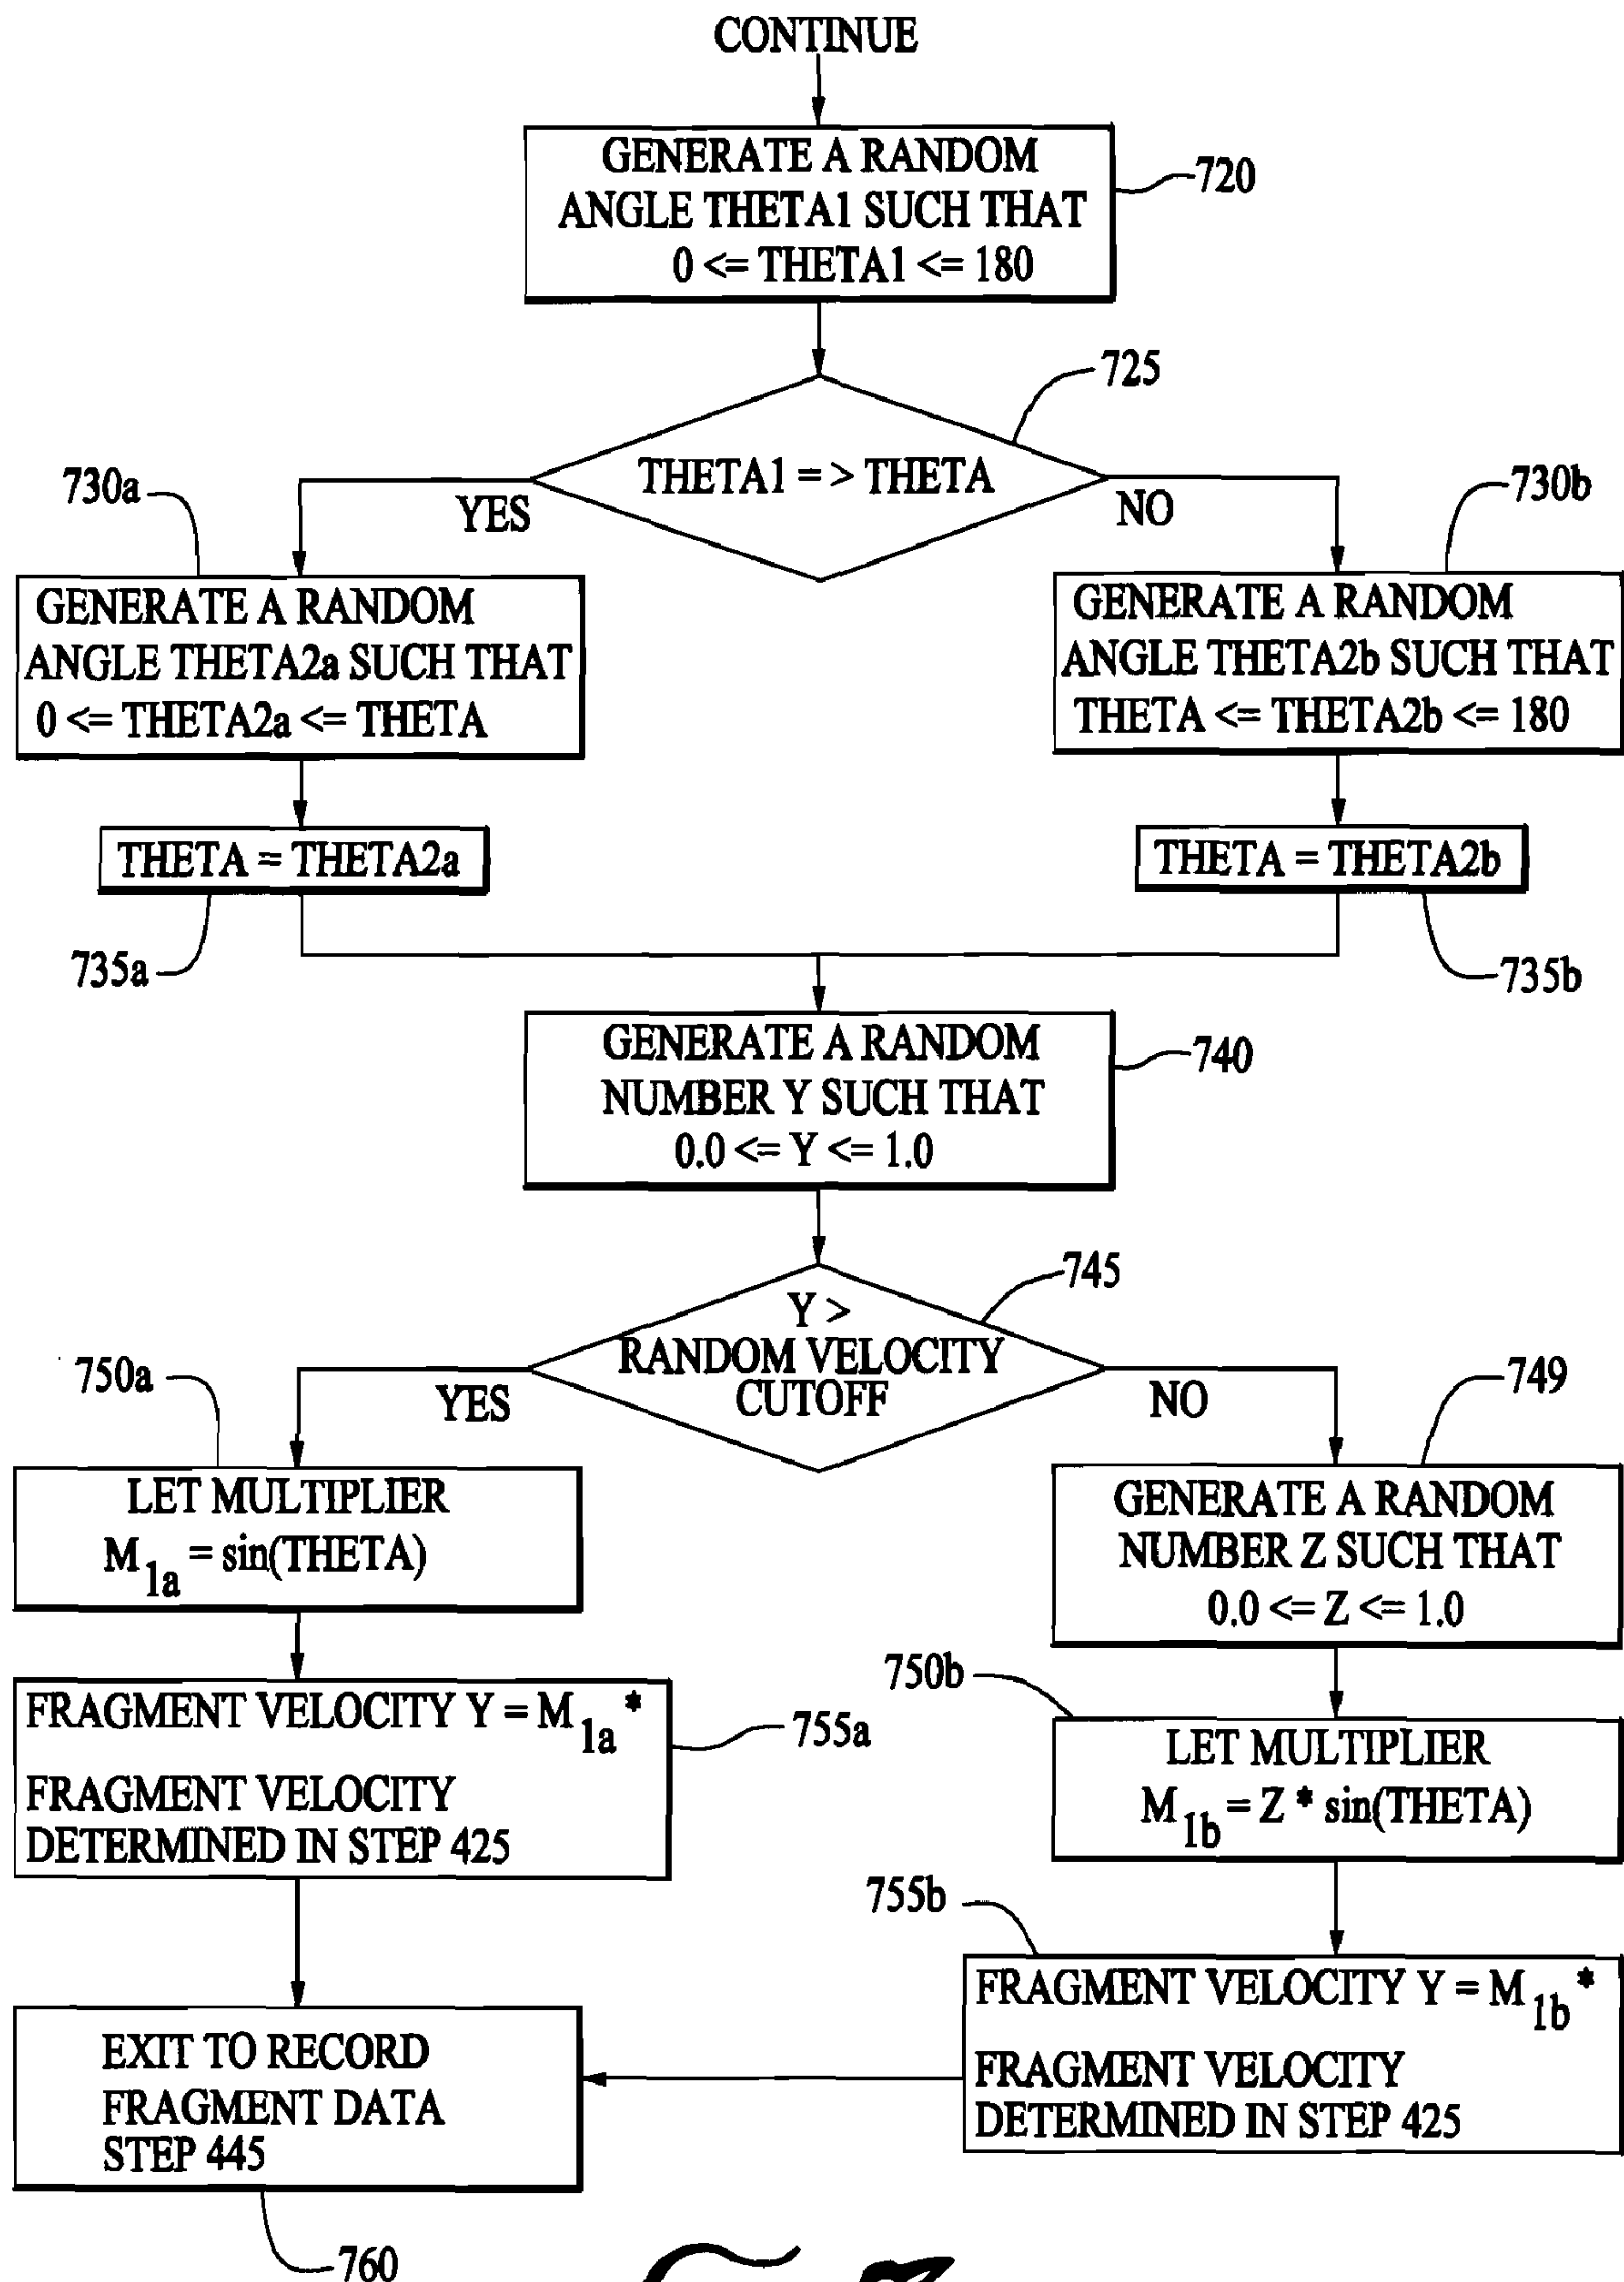 CONTINUE
GENERATE A RANDOM
ANGLE THETA1 SUCH THAT
0 <= THETA1 <= 180
720
725
THETA1 = > THETA
YES
NO
730a
730b
GENERATE A RANDOM
ANGLE THETA2a SUCH THAT
0 <= THETA2a <= THETA
GENERATE A RANDOM
ANGLE THETA2b SUCH THAT
THETA <= THETA2b <= 180
THETA = THETA2a
THETA = THETA2b
735a
735b
GENERATE A RANDOM
NUMBER Y SUCH THAT
0.0 <= Y <= 1.0
740
745
Y >
RANDOM VELOCITY
CUTOFF
YES
NO
750a
749
LET MULTIPLIER
M1a = sin(THETA)
GENERATE A RANDOM
NUMBER Z SUCH THAT
0.0 <= Z <= 1.0
FRAGMENT VELOCITY Y = M1a *
FRAGMENT VELOCITY
DETERMINED IN STEP 425
755a
750b
LET MULTIPLIER
M1b = Z * sin(THETA)
755b
FRAGMENT VELOCITY Y = M1b *
FRAGMENT VELOCITY
DETERMINED IN STEP 425
EXIT TO RECORD
FRAGMENT DATA
STEP 445
760